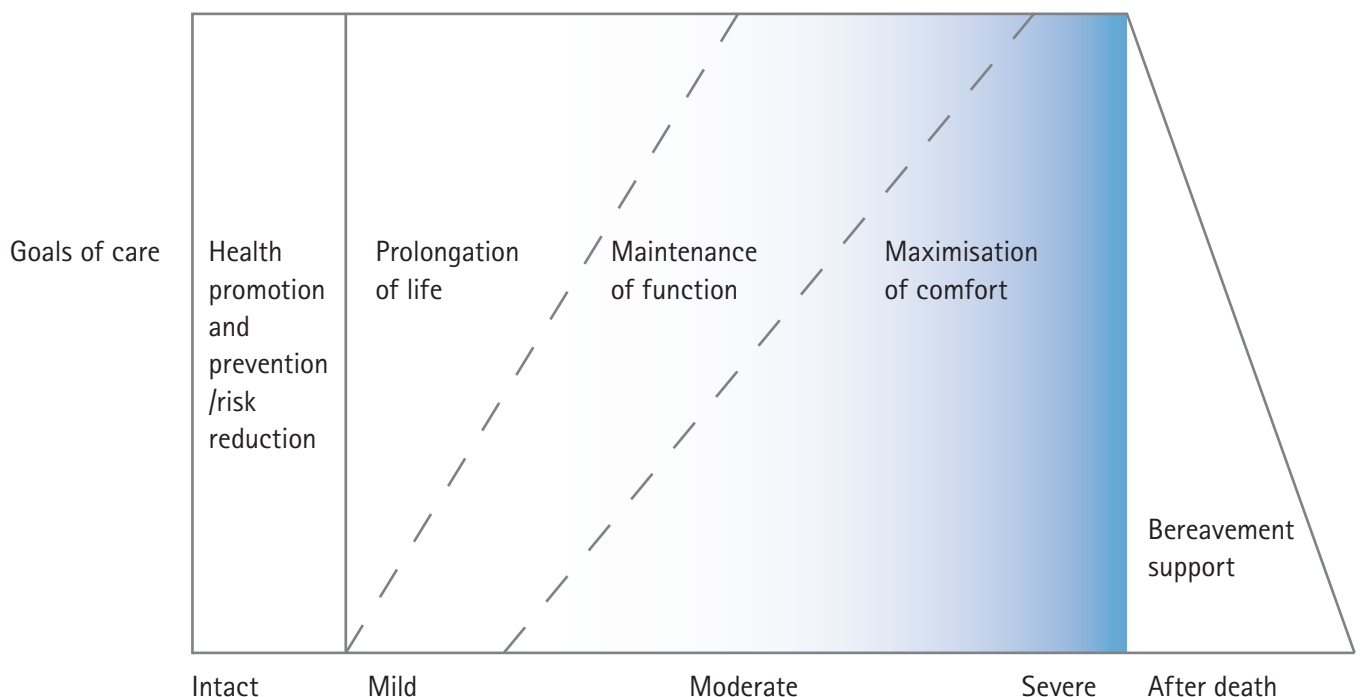 Goals of care
Health
promotion
and
prevention
/risk
reduction
Prolongation
of life
Maintenance
of function
Maximisation
of comfort
Bereavement
support
Intact
Mild
Moderate
Severe
After death